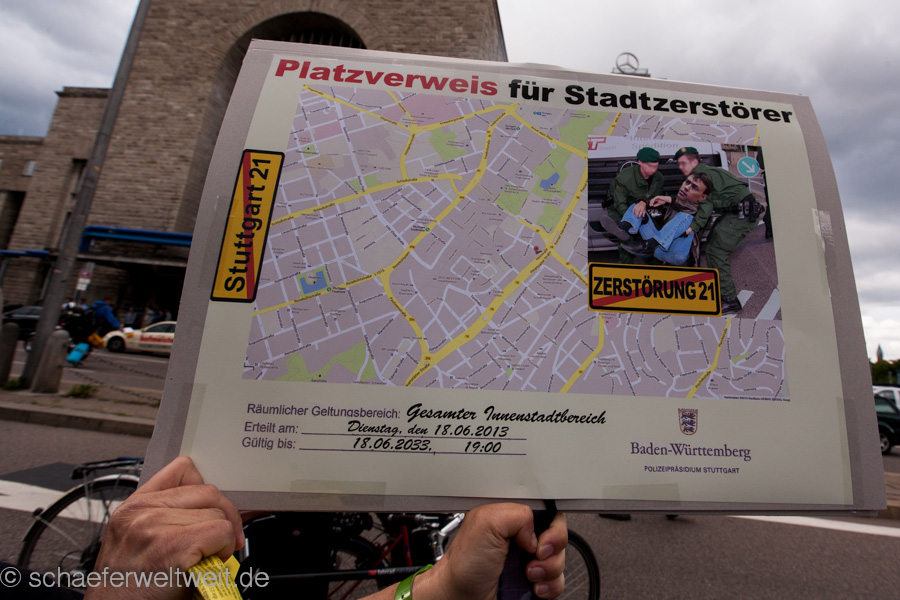 Platzverweis für Stadtzerstörer
Stuttgart 21
ZERSTÖRUNG 21
Räumlicher Geltungsbereich: Gesamter Innenstadtbereich
Erteilt am: Dienstag, den 18.06.2013
Gültig bis: 18.06.2033, 19:00
Baden-Württemberg
POLIZEIPRÄSIDIUM STUTTGART
© schaeferweltweit.de